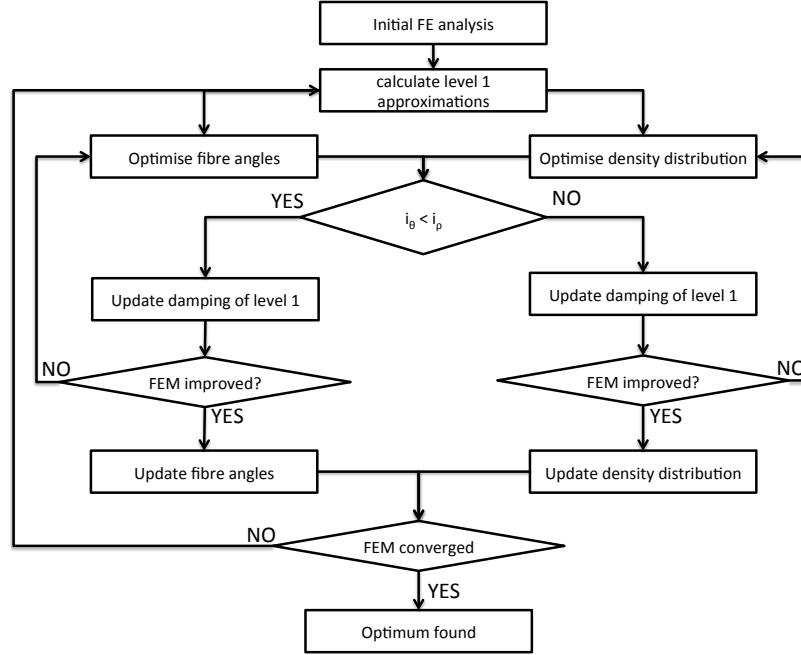 Initial FE analysis
calculate level 1
approximations
Optimise fibre angles
Optimise density distribution
YES
NO
i_θ < i_ρ
Update damping of level 1
Update damping of level 1
NO
FEM improved?
FEM improved?
NO
YES
YES
Update fibre angles
Update density distribution
NO
FEM converged
YES
Optimum found